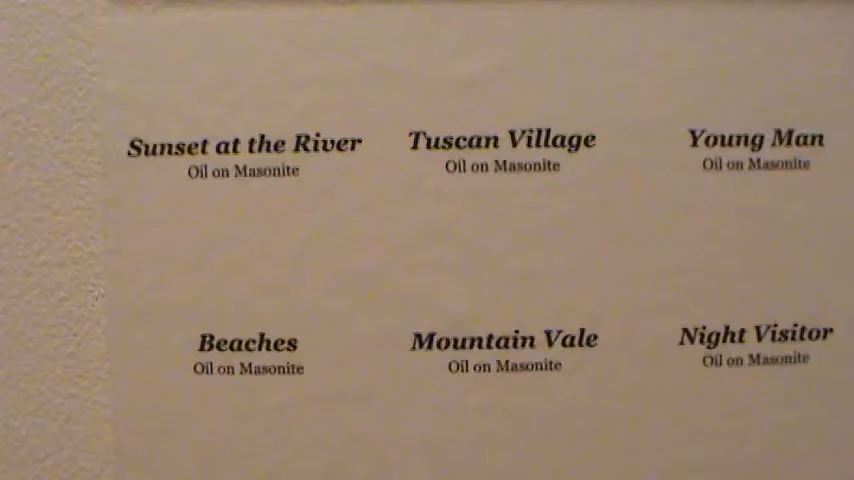 Sunset at the River
Oil on Masonite
Tuscan Village
Oil on Masonite
Young Man
Oil on Masonite
Beaches
Oil on Masonite
Mountain Vale
Oil on Masonite
Night Visitor
Oil on Masonite